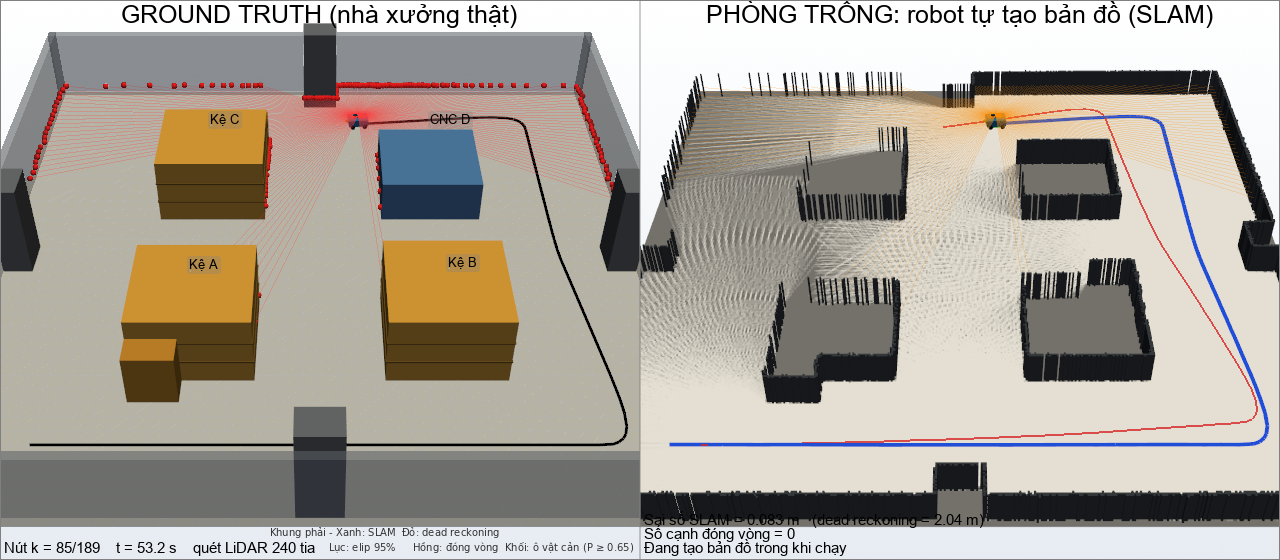 GROUND TRUTH (nhà xưởng thật)
PHÒNG TRỐNG: robot tự tạo bản đồ (SLAM)
Kệ C
CNC D
Kệ A
Kệ B
Khung phải - Xanh: SLAM Đỏ: dead reckoning
Nút k = 85/189 t = 53.2 s quét LiDAR 240 tia
Lục: elip 95% Hồng: đóng vòng Khối: ô vật cản (P ≥ 0.65)
Sai số SLAM = 0.083 m (dead reckoning = 2.04 m)
Số cạnh đóng vòng = 0
Đang tạo bản đồ trong khi chạy